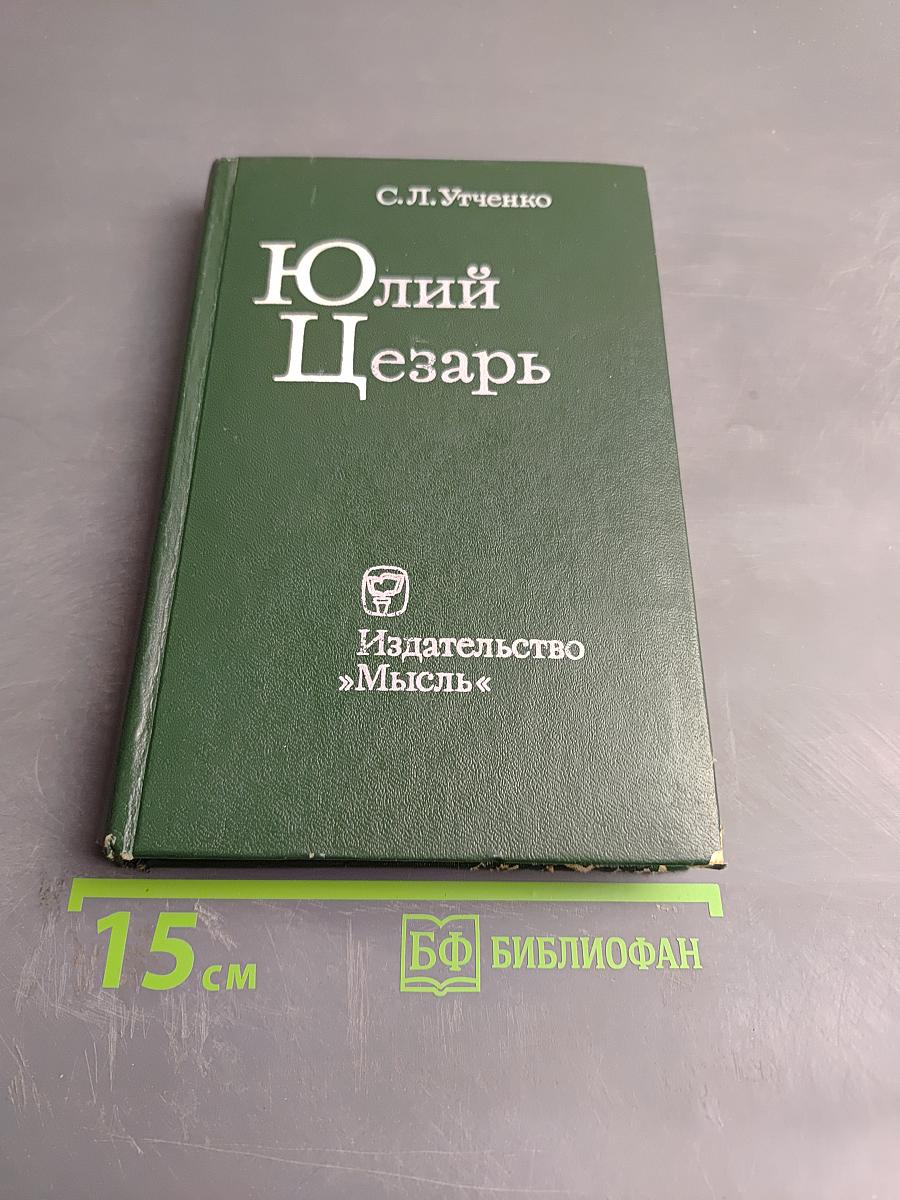 С.Л.Утченко
Юлий
Цезарь
Издательство
»Мысль«
15 см
БФ БИБЛИОФАН